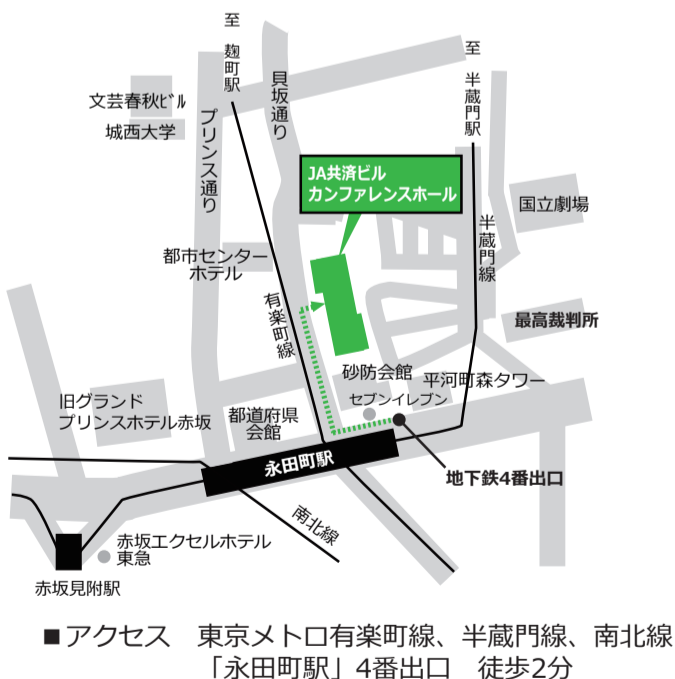 至 麹町駅
至 半蔵門駅
貝坂通り
文芸春秋ビル
城西大学
プリンス通り
JA共済ビル
カンファレンスホール
国立劇場
半蔵門線
都市センター
ホテル
有楽町線
最高裁判所
砂防会館
平河町森タワー
セブンイレブン
旧グランド
プリンスホテル赤坂
都道府県
会館
永田町駅
地下鉄4番出口
南北線
赤坂エクセルホテル
東急
赤坂見附駅
■アクセス　東京メトロ有楽町線、半蔵門線、南北線
「永田町駅」4番出口　徒歩2分